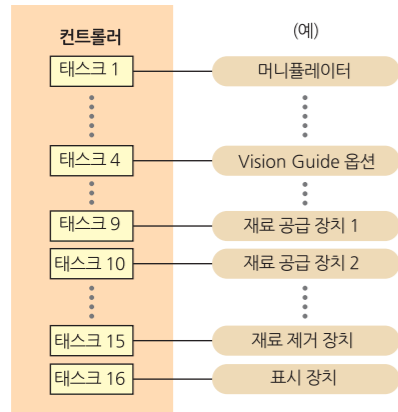 컨트롤러 (예)
태스크 1 머니퓰레이터
태스크 4 Vision Guide 옵션
태스크 9 재료 공급 장치 1
태스크 10 재료 공급 장치 2
태스크 15 재료 제거 장치
태스크 16 표시 장치